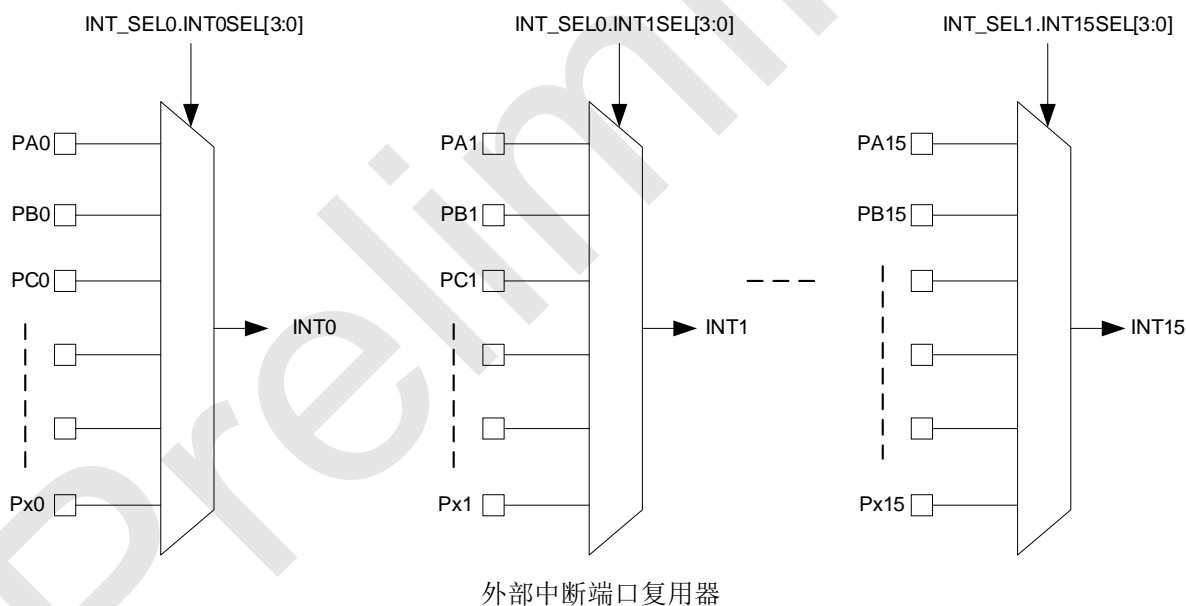 INT_SEL0.INT0SEL[3:0] INT_SEL0.INT1SEL[3:0] INT_SEL1.INT15SEL[3:0]
PA0 PA1 PA15
PB0 PB1 PB15
PC0 PC1
INT0 INT1 INT15
Px0 Px1 Px15
外部中断端口复用器
Prelimi